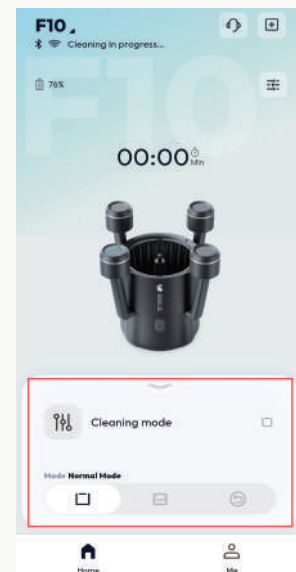 F10
Cleaning in progress...
F10
76%
00:00 Min
Cleaning mode
Mode Normal Mode
Home Me